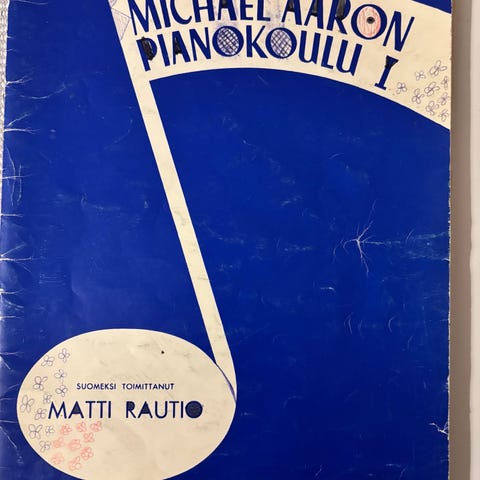 MICHAEL AARON
PIANOKOULU I
SUOMEKSI TOIMITTANUT
MATTI RAUTIO